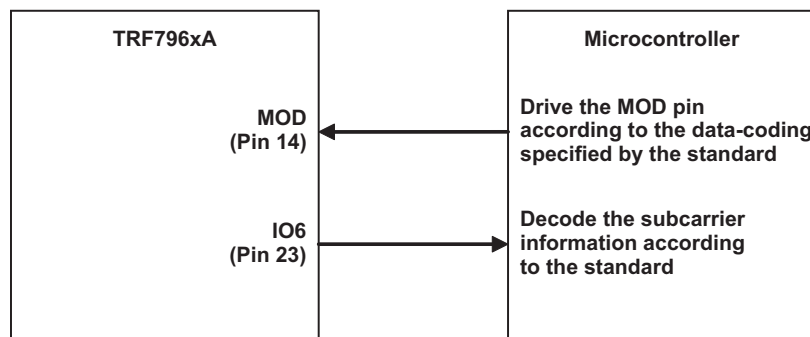 TRF796xA
Microcontroller
MOD
(Pin 14)
Drive the MOD pin
according to the data-coding
specified by the standard
IO6
(Pin 23)
Decode the subcarrier
information according
to the standard